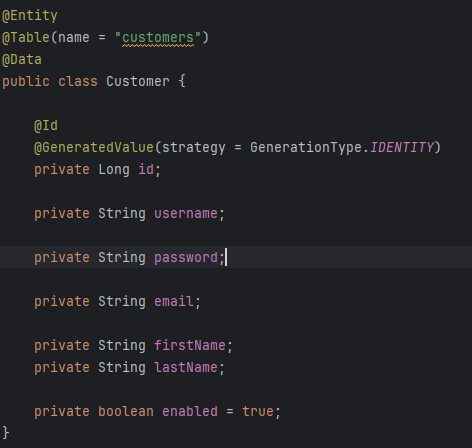 @Entity
@Table(name = "customers")
@Data
public class Customer {
@Id
@GeneratedValue(strategy = GenerationType.IDENTITY)
private Long id;
private String username;
private String password;
private String email;
private String firstName;
private String lastName;
private boolean enabled = true;
}